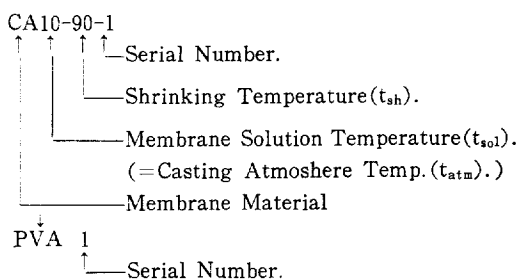 CA10-90-1
Serial Number.
Shrinking Temperature(tsh).
Membrane Solution Temperature(tsol).
(=Casting Atmoshere Temp.(tatm).)
Membrane Material
PVA 1
Serial Number.